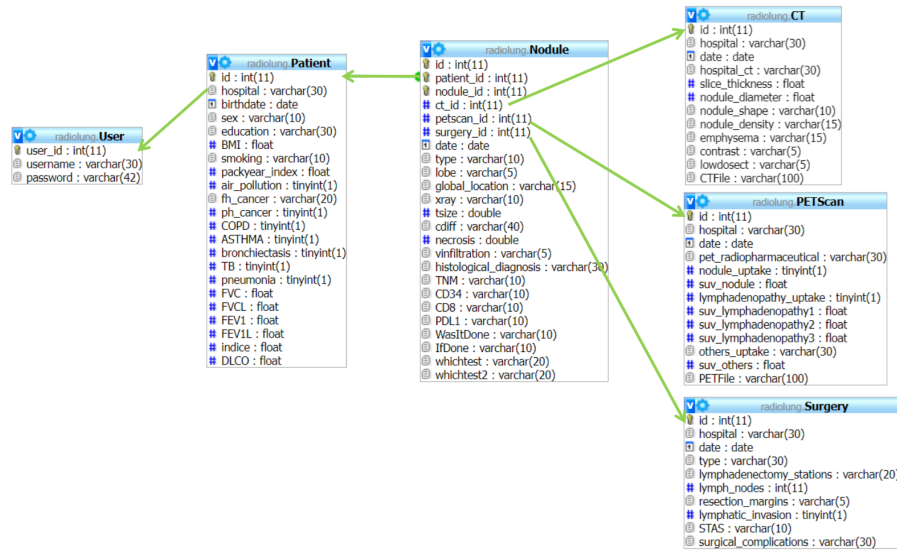 radiolung.User
user_id : int(11)
username : varchar(30)
password : varchar(42)
radiolung.Patient
id : int(11)
hospital : varchar(30)
birthdate : date
sex : varchar(10)
education : varchar(30)
BMI : float
smoking : varchar(10)
packyear_index : float
air_pollution : tinyint(1)
fh_cancer : varchar(20)
ph_cancer : tinyint(1)
COPD : tinyint(1)
ASTHMA : tinyint(1)
bronchiectasis : tinyint(1)
TB : tinyint(1)
pneumonia : tinyint(1)
FVC : float
FVCL : float
FEV1 : float
FEV1L : float
indice : float
DLCO : float
radiolung.Nodule
id : int(11)
patient_id : int(11)
nodule_id : int(11)
ct_id : int(11)
petscan_id : int(11)
surgery_id : int(11)
date : date
type : varchar(10)
lobe : varchar(5)
global_location : varchar(15)
xray : varchar(10)
tsize : double
cdiff : varchar(40)
necrosis : double
vinfiltration : varchar(5)
histological_diagnosis : varchar(30)
TNM : varchar(10)
CD34 : varchar(10)
CD8 : varchar(10)
PDL1 : varchar(10)
WasItDone : varchar(10)
IfDone : varchar(10)
whichtest : varchar(20)
whichtest2 : varchar(20)
radiolung.CT
id : int(11)
hospital : varchar(30)
date : date
hospital_ct : varchar(30)
slice_thickness : float
nodule_diameter : float
nodule_shape : varchar(10)
nodule_density : varchar(15)
emphysema : varchar(15)
contrast : varchar(5)
lowdosect : varchar(5)
CTFile : varchar(100)
radiolung.PETScan
id : int(11)
hospital : varchar(30)
date : date
pet_radiopharmaceutical : varchar(30)
nodule_uptake : tinyint(1)
suv_nodule : float
lymphadenopathy_uptake : tinyint(1)
suv_lymphadenopathy1 : float
suv_lymphadenopathy2 : float
suv_lymphadenopathy3 : float
others_uptake : varchar(30)
suv_others : float
PETFile : varchar(100)
radiolung.Surgery
id : int(11)
hospital : varchar(30)
date : date
type : varchar(30)
lymphadenectomy_stations : varchar(20)
lymph_nodes : int(11)
resection_margins : varchar(5)
lymphatic_invasion : tinyint(1)
STAS : varchar(10)
surgical_complications : varchar(30)